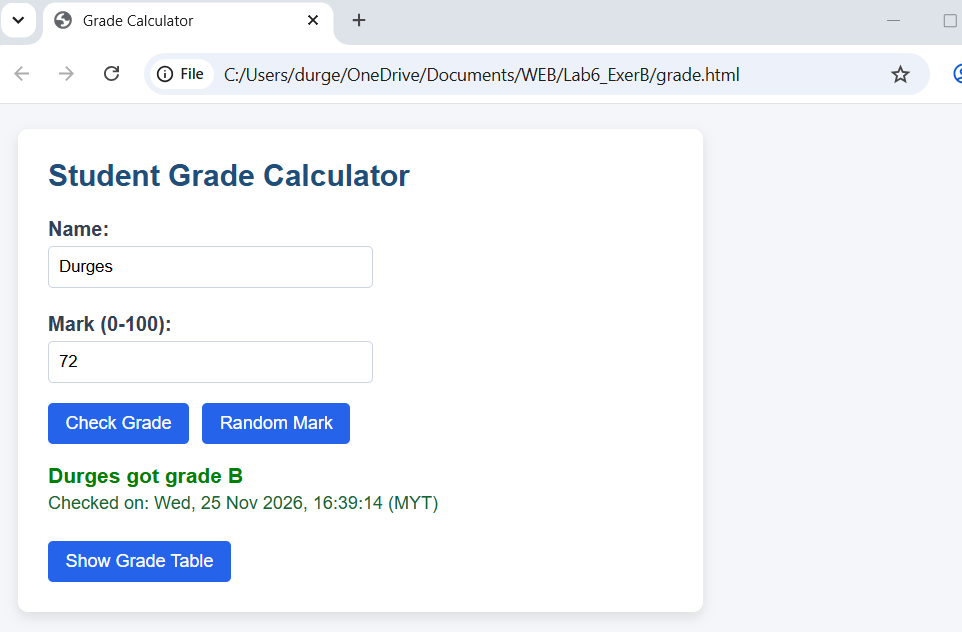 Grade Calculator
File C:/Users/durge/OneDrive/Documents/WEB/Lab6_ExerB/grade.html
Student Grade Calculator
Name:
Durges
Mark (0-100):
72
Check Grade Random Mark
Durges got grade B
Checked on: Wed, 25 Nov 2026, 16:39:14 (MYT)
Show Grade Table